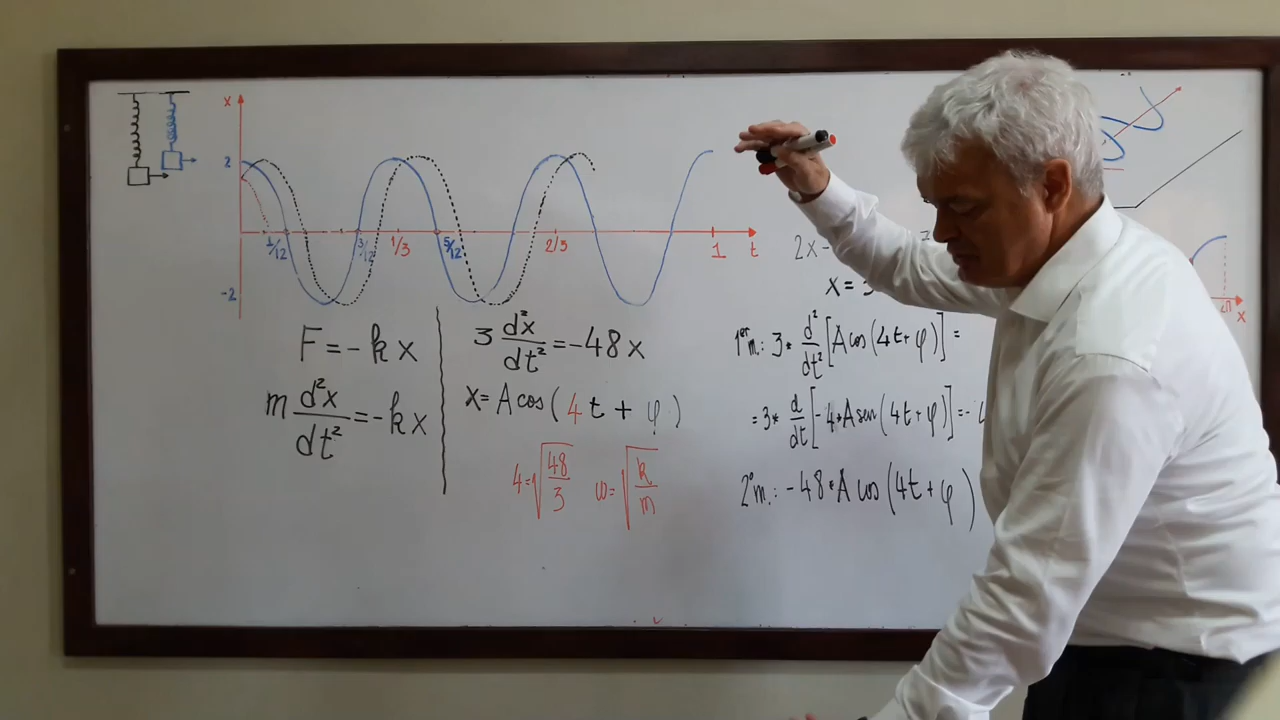 x
2
1/12
3/12
1/3
5/12
2/3
1
t
-2
F = - k x
m d²x/dt² = - k x
3 d²x/dt² = -48 x
x = A cos ( 4 t + φ )
4 = √(48/3) ω = √(k/m)
2x -
x =
1er m.: 3 * d²/dt² [ A cos ( 4t + φ ) ] =
= 3 * d/dt [ -4 * A sen ( 4t + φ ) ] = -
2º m.: -48 * A cos ( 4t + φ )
2π
x